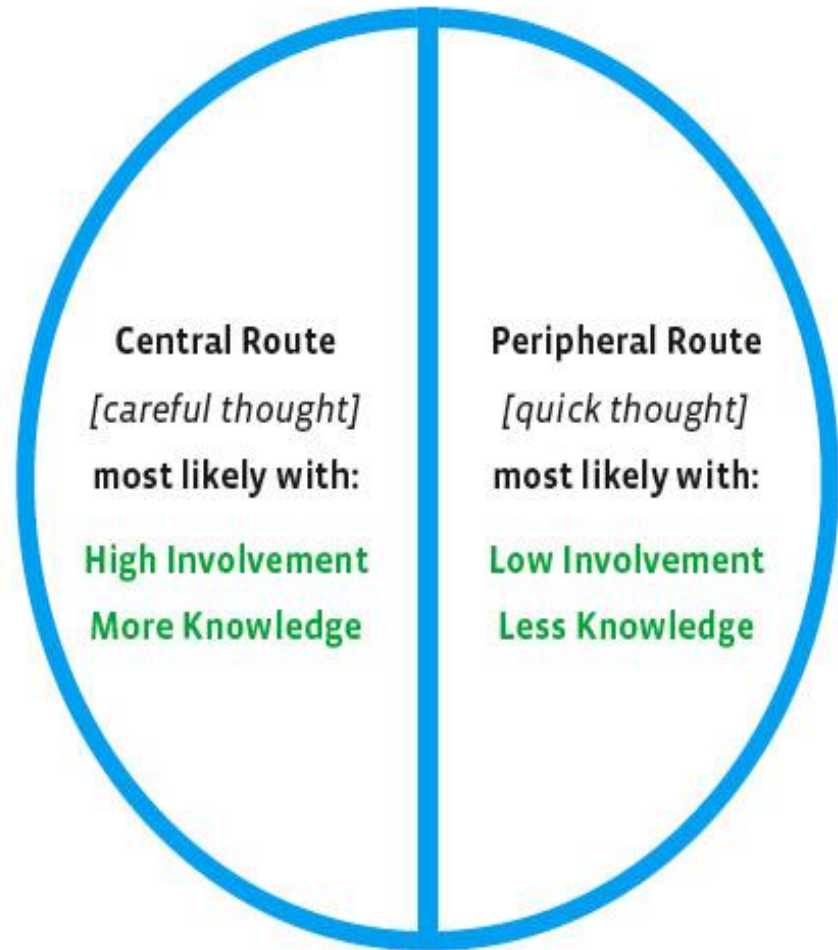 Central Route
[careful thought]
most likely with:
High Involvement
More Knowledge
Peripheral Route
[quick thought]
most likely with:
Low Involvement
Less Knowledge